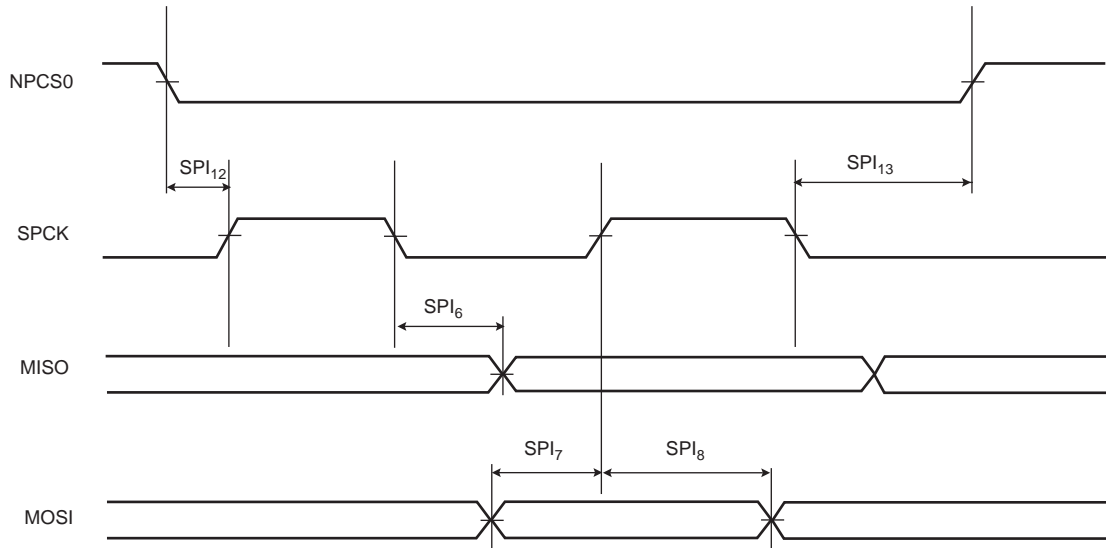 NPCS0
SPI₁₂
SPI₁₃
SPCK
SPI₆
MISO
SPI₇
SPI₈
MOSI